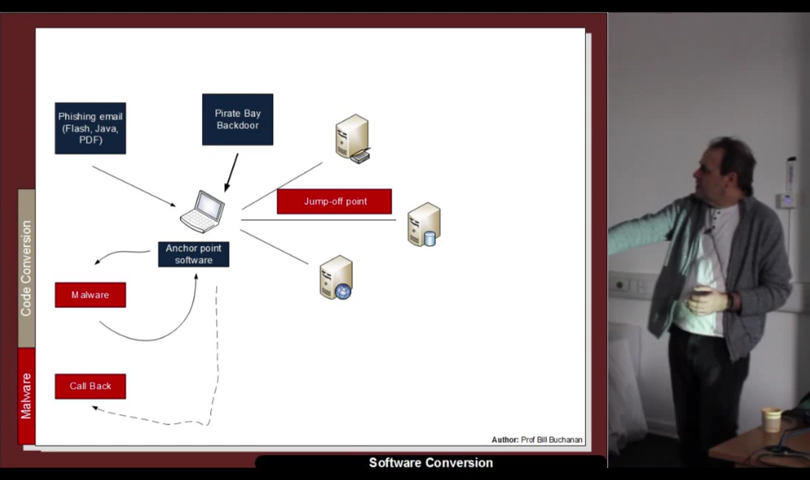 Phishing email
(Flash, Java,
PDF)
Pirate Bay
Backdoor
Jump-off point
Anchor point
software
Malware
Call Back
Code Conversion
Malware
Author: Prof Bill Buchanan
Software Conversion